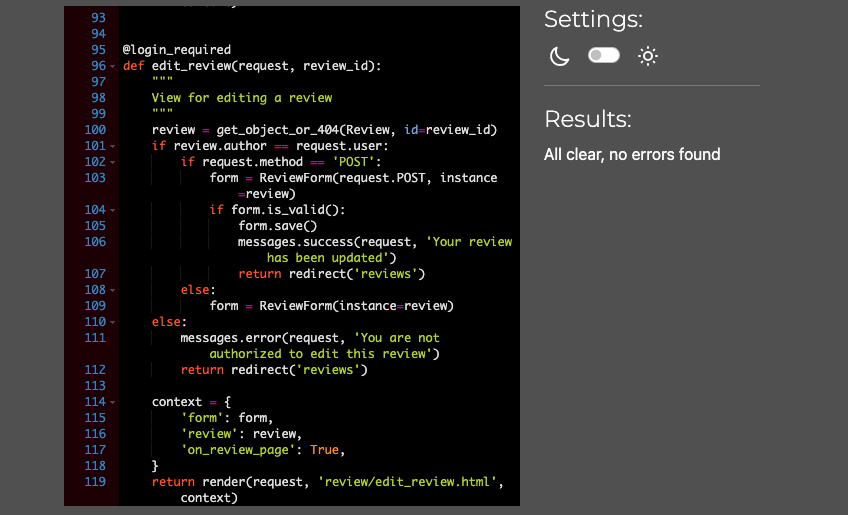 93
94
95 @login_required
96 def edit_review(request, review_id):
97 """
98 View for editing a review
99 """
100 review = get_object_or_404(Review, id=review_id)
101 if review.author == request.user:
102 if request.method == 'POST':
103 form = ReviewForm(request.POST, instance
=review)
104 if form.is_valid():
105 form.save()
106 messages.success(request, 'Your review
has been updated')
107 return redirect('reviews')
108 else:
109 form = ReviewForm(instance=review)
110 else:
111 messages.error(request, 'You are not
authorized to edit this review')
112 return redirect('reviews')
113
114 context = {
115 'form': form,
116 'review': review,
117 'on_review_page': True,
118 }
119 return render(request, 'review/edit_review.html',
context)
Settings:
Results:
All clear, no errors found